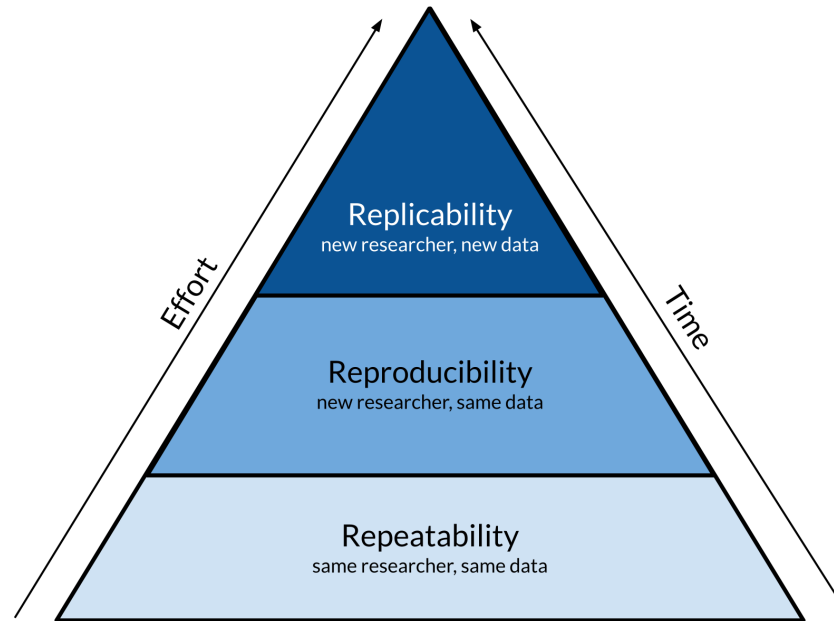 Replicability
new researcher, new data
Effort
Time
Reproducibility
new researcher, same data
Repeatability
same researcher, same data